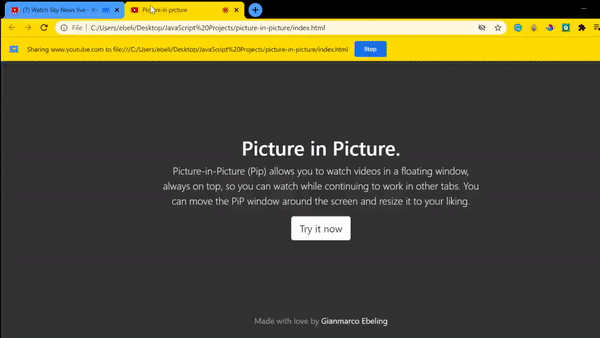 (7) Watch Sky News live - Yo
Picture in picture
File
C:/Users/ebeli/Desktop/JavaScript%20Projects/picture-in-picture/index.html
Sharing www.youtube.com to file:///C:/Users/ebeli/Desktop/JavaScript%20Projects/picture-in-picture/index.html
Stop
Picture in Picture.
Picture-in-Picture (Pip) allows you to watch videos in a floating window,
always on top, so you can watch while continuing to work in other tabs. You
can move the PiP window around the screen and resize it to your liking.
Try it now
Made with love by Gianmarco Ebeling